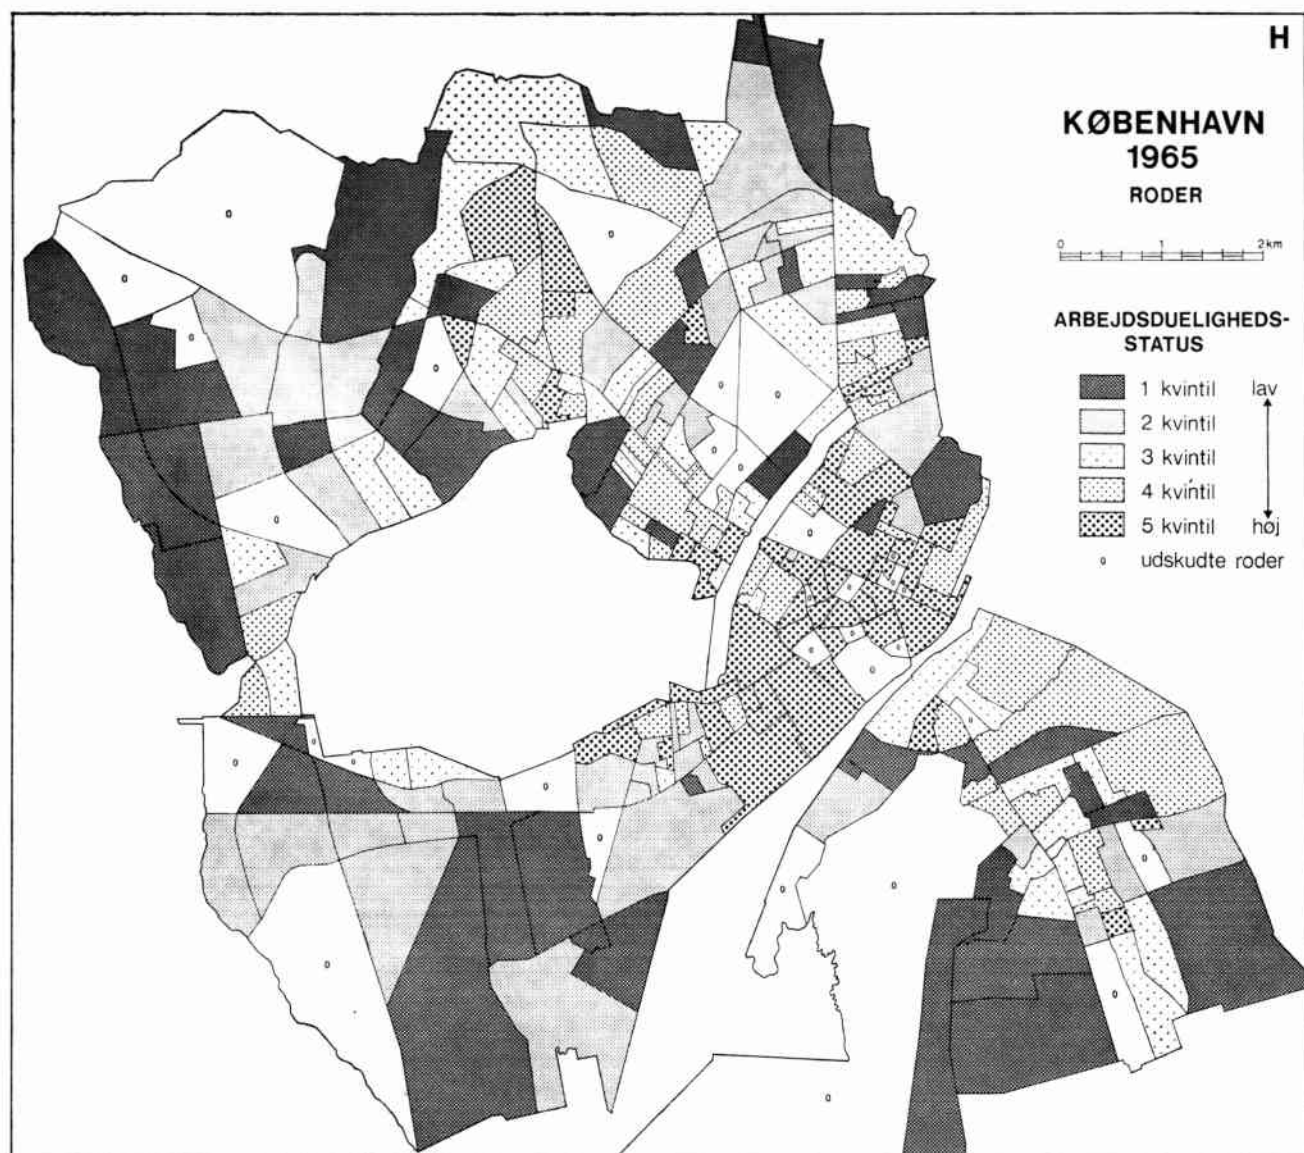 H
KØBENHAVN
1965
RODER
0 1 2 km
ARBEJDSDUELIGHEDS-
STATUS
1 kvintil lav
2 kvintil
3 kvintil
4 kvintil
5 kvintil høj
o udskudte roder